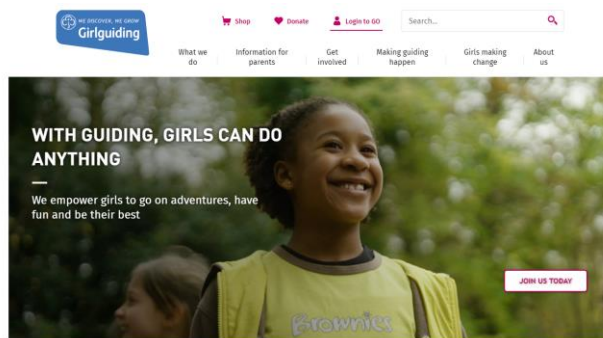 WE DISCOVER, WE GROW
Girlguiding
Shop
Donate
Login to GO
Search...
What we do
Information for parents
Get involved
Making guiding happen
Girls making change
About us
WITH GUIDING, GIRLS CAN DO
ANYTHING
We empower girls to go on adventures, have
fun and be their best
JOIN US TODAY
Brownies